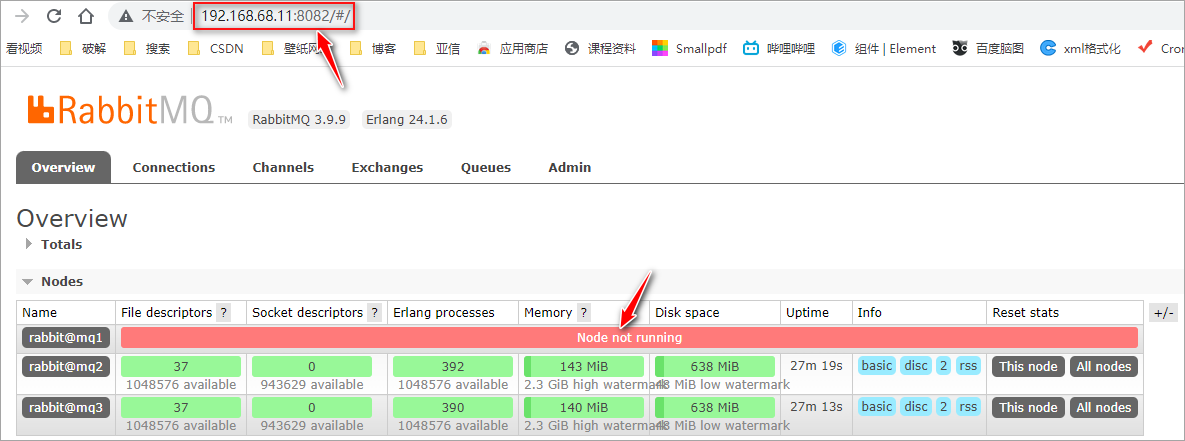 不安全 192.168.68.11:8082/#/
看视频 破解 搜索 CSDN 壁纸网 博客 亚信 应用商店 课程资料 Smallpdf 哔哩哔哩 组件 | Element 百度脑图 xml格式化 Cron
RabbitMQ TM RabbitMQ 3.9.9 Erlang 24.1.6
Overview Connections Channels Exchanges Queues Admin
Overview
Totals
Nodes
Name File descriptors ? Socket descriptors ? Erlang processes Memory ? Disk space Uptime Info Reset stats +/-
rabbit@mq1 Node not running
rabbit@mq2 37 0 392 143 MiB 638 MiB 27m 19s basic disc 2 rss This node All nodes
1048576 available 943629 available 1048576 available 2.3 GiB high watermark 48 MiB low watermark
rabbit@mq3 37 0 390 140 MiB 638 MiB 27m 13s basic disc 2 rss This node All nodes
1048576 available 943629 available 1048576 available 2.3 GiB high watermark 48 MiB low watermark